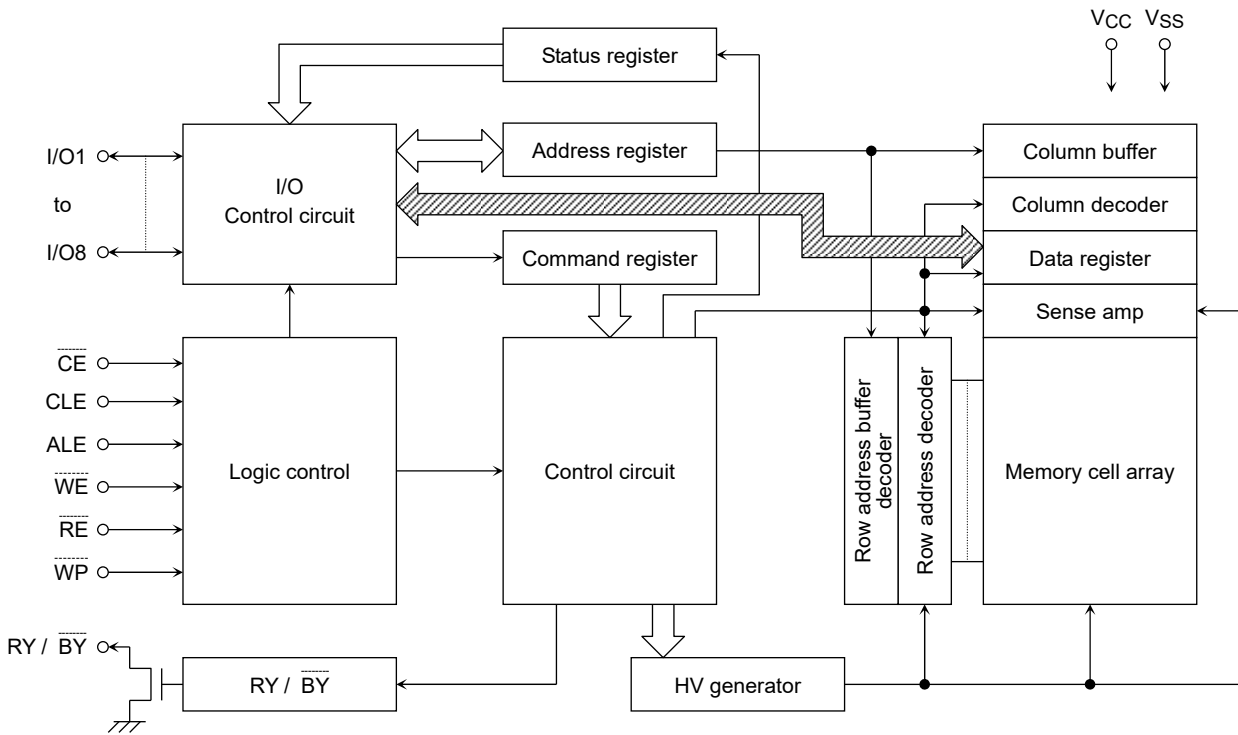 VCC VSS
Status register
I/O1
to
I/O8
I/O
Control circuit
Address register
Command register
Column buffer
Column decoder
Data register
Sense amp
CE
CLE
ALE
WE
RE
WP
Logic control
Control circuit
Row address buffer
decoder
Row address decoder
Memory cell array
RY / BY
RY / BY
HV generator